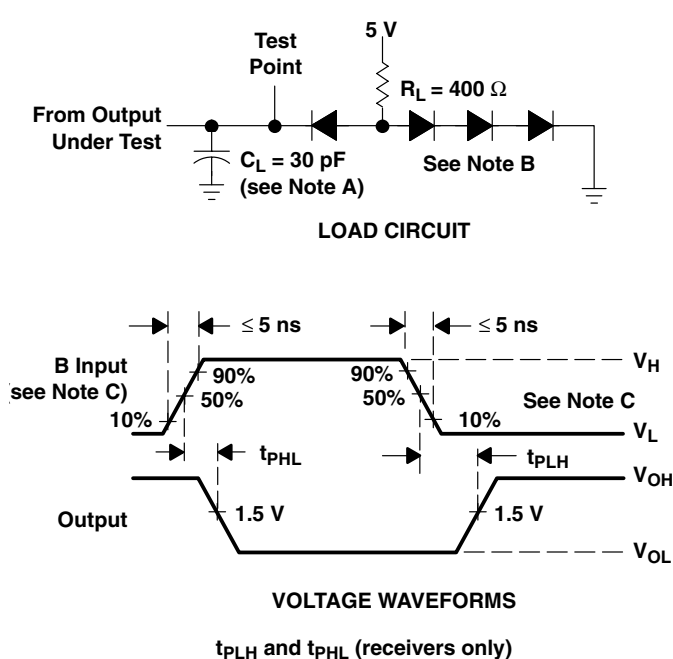 5 V
Test
Point
R_L = 400 Ω
From Output
Under Test
C_L = 30 pF
(see Note A)
See Note B
LOAD CIRCUIT
≤ 5 ns
≤ 5 ns
B Input
see Note C)
90%
50%
10%
90%
50%
10%
V_H
See Note C
V_L
t_PHL
t_PLH
V_OH
Output
1.5 V
1.5 V
V_OL
VOLTAGE WAVEFORMS
t_PLH and t_PHL (receivers only)